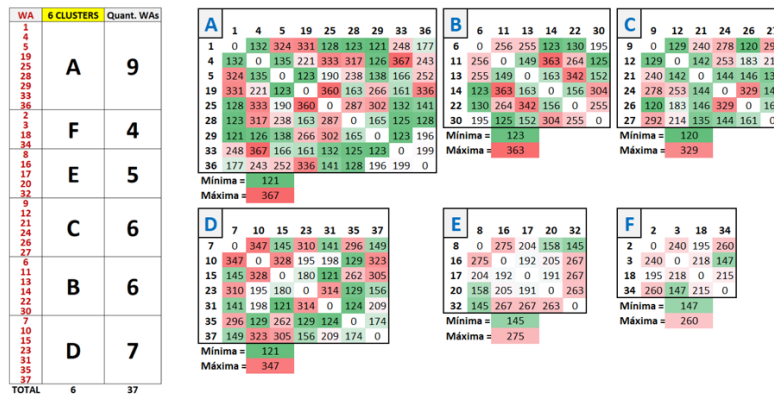 WA 6 CLUSTERS Quant. WAs
1
4
5
19
25
28
29
33
36
A 9
2
3
18
34
F 4
8
16
17
20
32
E 5
9
12
21
24
26
27
C 6
6
11
13
14
22
30
B 6
7
10
15
23
31
35
37
D 7
TOTAL 6 37
A
1 4 5 19 25 28 29 33 36
1 0 132 324 331 128 123 121 248 177
4 132 0 135 221 333 317 126 367 243
5 324 135 0 123 190 238 138 166 252
19 331 221 123 0 360 163 266 161 336
25 128 333 190 360 0 287 302 132 141
28 123 317 238 163 287 0 165 125 128
29 121 126 138 266 302 165 0 123 196
33 248 367 166 161 132 125 123 0 199
36 177 243 252 336 141 128 196 199 0
Mínima = 121
Máxima = 367
B
6 11 13 14 22 30
6 0 256 255 123 130 195
11 256 0 149 363 264 125
13 255 149 0 163 342 152
14 123 363 163 0 156 304
22 130 264 342 156 0 255
30 195 125 152 304 255 0
Mínima = 123
Máxima = 363
C
9 12 21 24 26
9 0 129 240 278 120
12 129 0 142 253 183
21 240 142 0 144 146
24 278 253 144 0 329
26 120 183 146 329 0
27 292 214 135 144 161
Mínima = 120
Máxima = 329
D
7 10 15 23 31 35 37
7 0 347 145 310 141 296 149
10 347 0 328 195 198 129 323
15 145 328 0 180 121 262 305
23 310 195 180 0 314 129 156
31 141 198 121 314 0 124 209
35 296 129 262 129 124 0 174
37 149 323 305 156 209 174 0
Mínima = 121
Máxima = 347
E
8 16 17 20 32
8 0 275 204 158 145
16 275 0 192 205 267
17 204 192 0 191 267
20 158 205 191 0 263
32 145 267 267 263 0
Mínima = 145
Máxima = 275
F
2 3 18 34
2 0 240 195 260
3 240 0 218 147
18 195 218 0 215
34 260 147 215 0
Mínima = 147
Máxima = 260